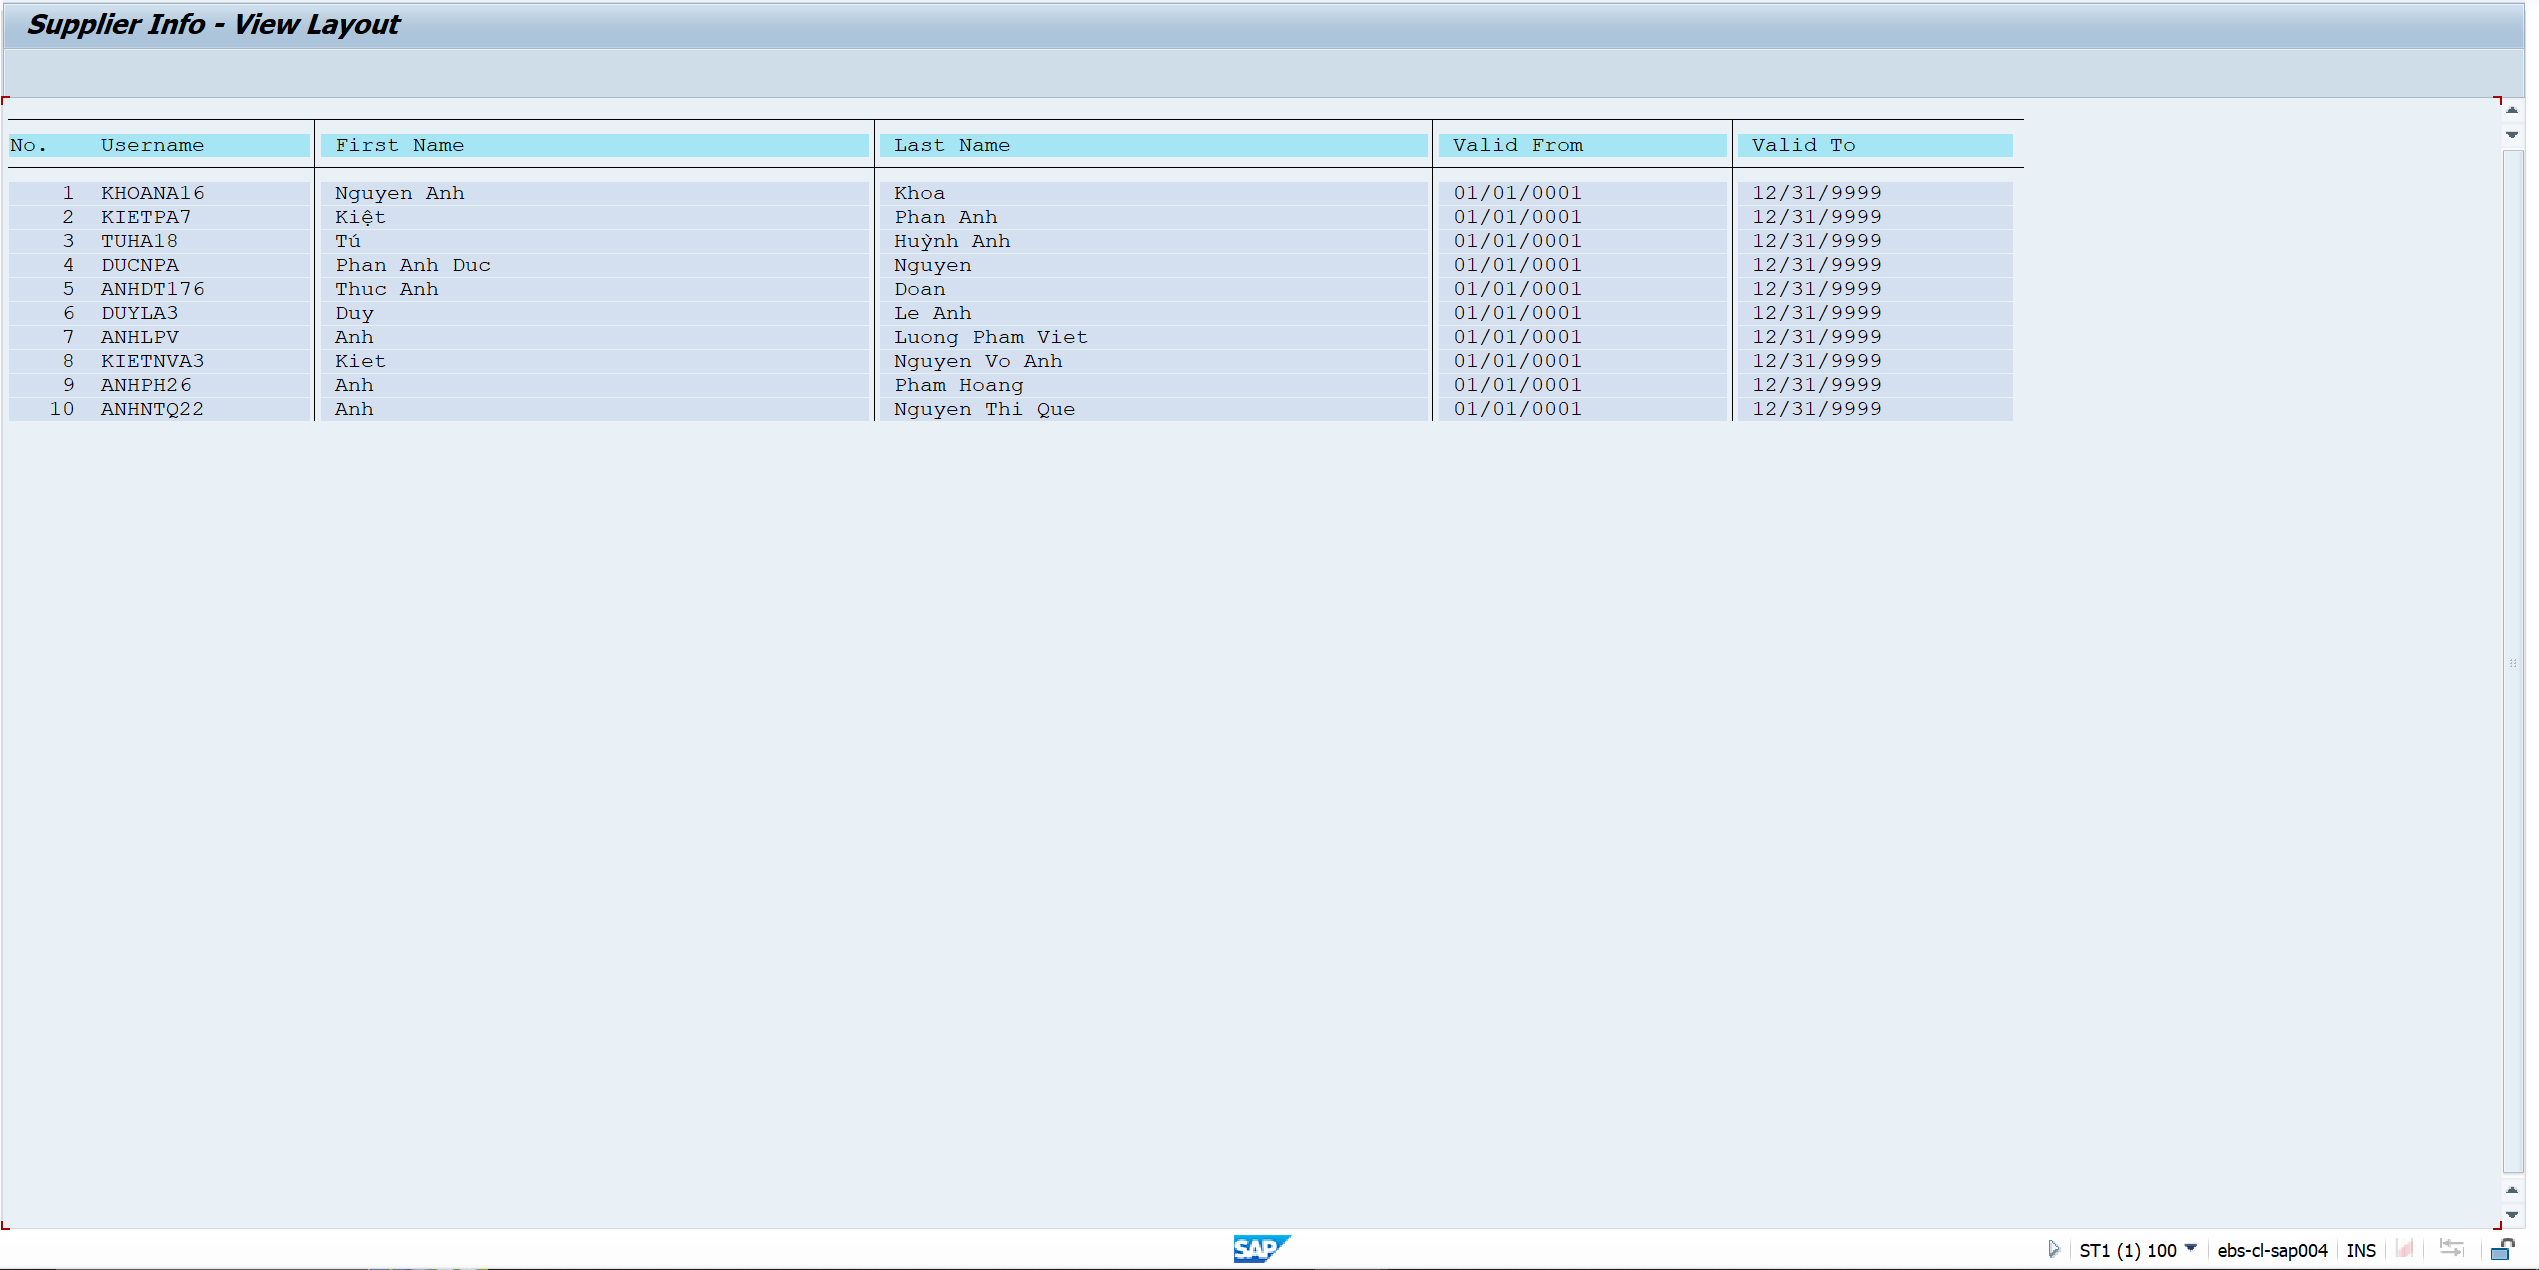 Supplier Info - View Layout
No. Username First Name Last Name Valid From Valid To
1 KHOANA16 Nguyen Anh Khoa 01/01/0001 12/31/9999
2 KIETPA7 Kiệt Phan Anh 01/01/0001 12/31/9999
3 TUHA18 Tú Huỳnh Anh 01/01/0001 12/31/9999
4 DUCNPA Phan Anh Duc Nguyen 01/01/0001 12/31/9999
5 ANHDT176 Thuc Anh Doan 01/01/0001 12/31/9999
6 DUYLA3 Duy Le Anh 01/01/0001 12/31/9999
7 ANHLPV Anh Luong Pham Viet 01/01/0001 12/31/9999
8 KIETNVA3 Kiet Nguyen Vo Anh 01/01/0001 12/31/9999
9 ANHPH26 Anh Pham Hoang 01/01/0001 12/31/9999
10 ANHNTQ22 Anh Nguyen Thi Que 01/01/0001 12/31/9999
SAP ST1 (1) 100 ebs-cl-sap004 INS